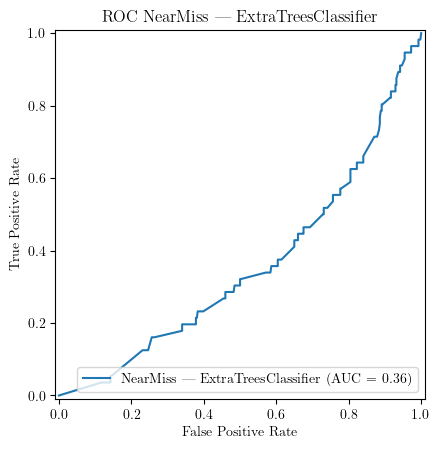 ROC NearMiss — ExtraTreesClassifier
1.0
0.8
0.6
0.4
0.2
0.0
True Positive Rate
NearMiss — ExtraTreesClassifier (AUC = 0.36)
0.0 0.2 0.4 0.6 0.8 1.0
False Positive Rate